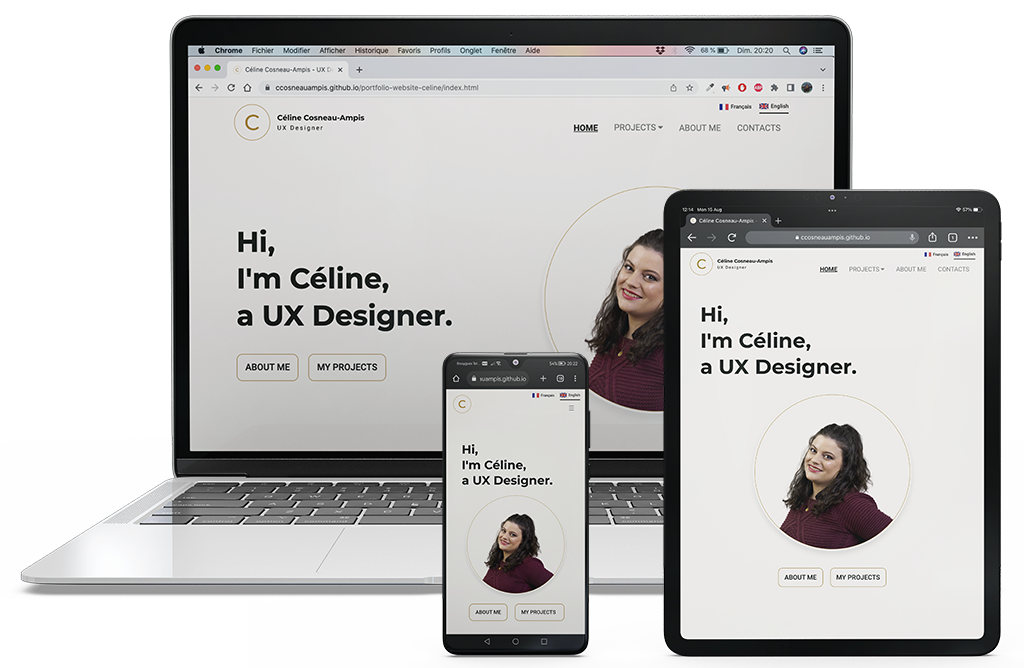 Chrome Fichier Modifier Afficher Historique Favoris Profils Onglet Fenêtre Aide 68 % Dim. 20:20
Céline Cosneau-Ampis - UX D
ccosneauampis.github.io/portfolio-website-celine/index.html
Français English
C Céline Cosneau-Ampis
UX Designer
HOME PROJECTS ABOUT ME CONTACTS
Hi,
I'm Céline,
a UX Designer.
ABOUT ME MY PROJECTS
54% 20:22
xuampis.github.io
Français English
C
Hi,
I'm Céline,
a UX Designer.
ABOUT ME MY PROJECTS
12:14 Mon 15 Aug 57%
Céline Cosneau-Ampis -
ccosneauampis.github.io
Français English
C Céline Cosneau-Ampis
UX Designer
HOME PROJECTS ABOUT ME CONTACTS
Hi,
I'm Céline,
a UX Designer.
ABOUT ME MY PROJECTS